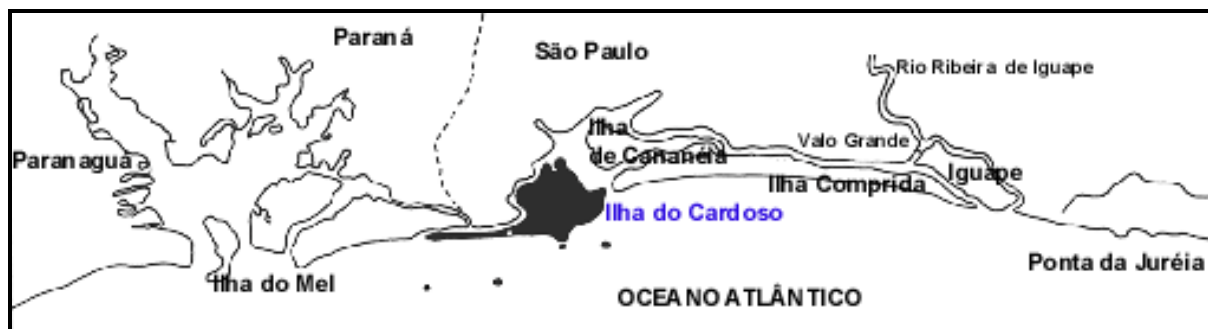 Paraná
São Paulo
Rio Ribeira de Iguape
Ilha
de Cananéia
Valo Grande
Paranaguá
Ilha Comprida
Iguape
Ilha do Cardoso
Ponta da Juréia
Ilha do Mel
OCEANO ATLÂNTICO